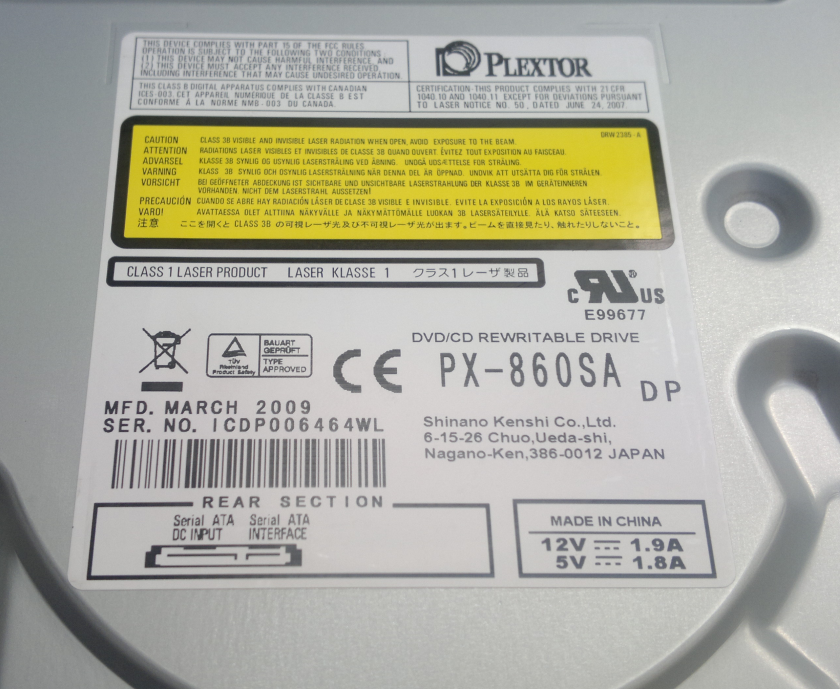 THIS DEVICE COMPLIES WITH PART 15 OF THE FCC RULES
OPERATION IS SUBJECT TO THE FOLLOWING TWO CONDITIONS :
(1) THIS DEVICE MAY NOT CAUSE HARMFUL INTERFERENCE, AND
(2) THIS DEVICE MUST ACCEPT ANY INTERFERENCE RECEIVED
INCLUDING INTERFERENCE THAT MAY CAUSE UNDESIRED OPERATION.
PLEXTOR
THIS CLASS B DIGITAL APPARATUS COMPLIES WITH CANADIAN
ICES-003. CET APPAREIL NUMERIQUE DE LA CLASSE B EST
CONFORME À LA NORME NMB-003 DU CANADA.
CERTIFICATION:THIS PRODUCT COMPLIES WITH 21 CFR
1040.10 AND 1040.11 EXCEPT FOR DEVIATIONS PURSUANT
TO LASER NOTICE NO. 50, DATED JUNE 24, 2007.
DRW2385-A
CAUTION CLASS 3B VISIBLE AND INVISIBLE LASER RADIATION WHEN OPEN, AVOID EXPOSURE TO THE BEAM.
ATTENTION RADIATIONS LASER VISIBLES ET INVISIBLES DE CLASSE 3B QUAND OUVERT. ÉVITEZ TOUT EXPOSITION AU FAISCEAU.
ADVARSEL KLASSE 3B SYNLIG OG USYNLIG LASERSTRÅLING VED ÅBNING. UNDGÅ UDSÆTTELSE FOR STRÅLING.
VARNING KLASS 3B SYNLIG OCH OSYNLIG LASERSTRÅLNING NÄR DENNA DEL ÄR ÖPPNAD. UNDVIK ATT UTSÄTTA DIG FÖR STRÅLEN.
VORSICHT BEI GEÖFFNETER ABDECKUNG IST SICHTBARE UND UNSICHTBARE LASERSTRAHLUNG DER KLASSE 3B IM GERÄTEINNEREN
VORHANDEN. NICHT DEM LASERSTRAHL AUSSETZEN!
PRECAUCIÓN CUANDO SE ABRE HAY RADIACIÓN LÁSER DE CLASE 3B VISIBLE E INVISIBLE. EVITE LA EXPOSICIÓN A LOS RAYOS LÁSER.
VARO! AVATTAESSA OLET ALTTIINA NÄKYVÄLLE JA NÄKYMÄTTÖMÄLLE LUOKAN 3B LASERSÄTEILYLLE. ÄLÄ KATSO SÄTEESEEN.
注意 ここを開くと CLASS 3B の可視レーザ光及び不可視レーザ光が出ます。ビームを直接見たり、触れたりしないこと。
CLASS 1 LASER PRODUCT LASER KLASSE 1 クラス1レーザ製品
c RU US
E99677
TÜV
Rheinland
Product Safety
BAUART
GEPRÜFT
TYPE
APPROVED
CE
DVD/CD REWRITABLE DRIVE
PX-860SA DP
MFD. MARCH 2009
SER. NO. ICDP006464WL
Shinano Kenshi Co.,Ltd.
6-15-26 Chuo,Ueda-shi,
Nagano-Ken,386-0012 JAPAN
REAR SECTION
Serial ATA
DC INPUT
Serial ATA
INTERFACE
MADE IN CHINA
12V ⎓ 1.9A
5V ⎓ 1.8A